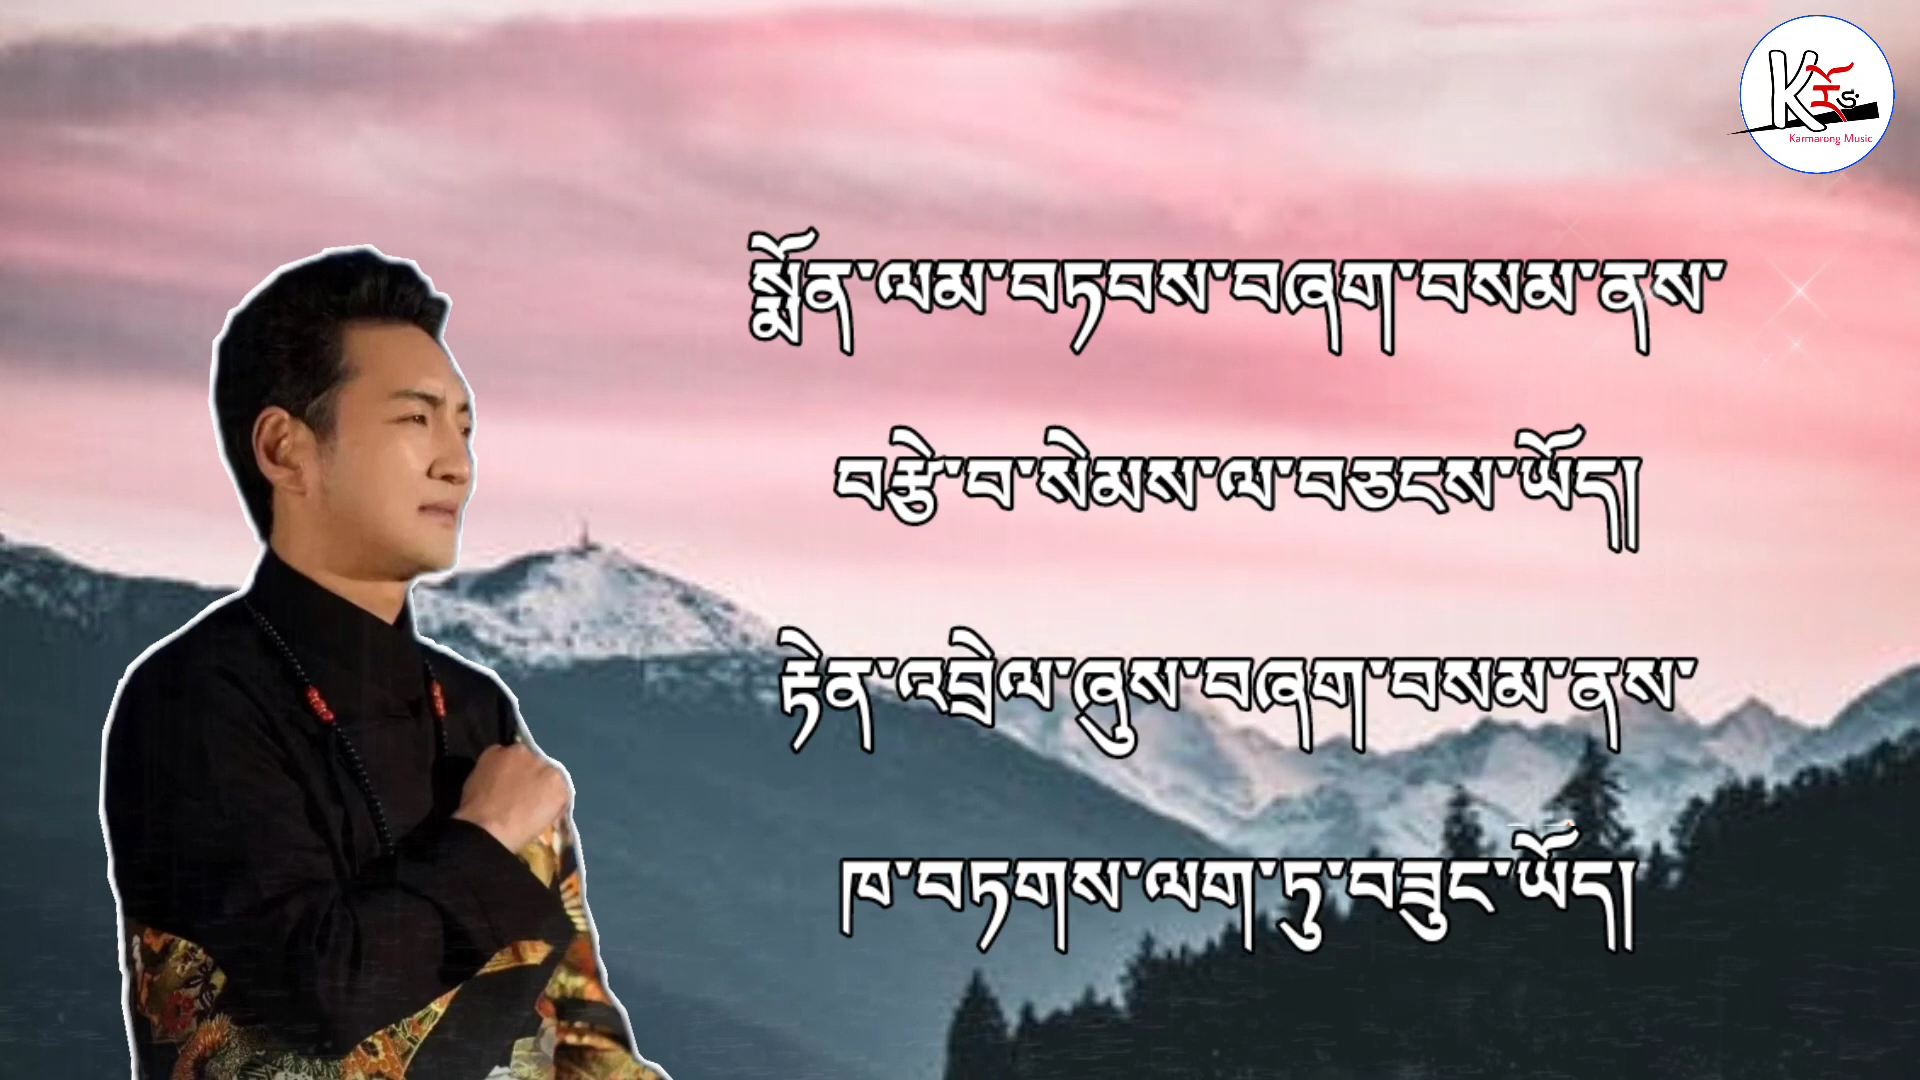 Karmarong Music
སྨོན་ལམ་བཏབས་བཞག་བསམ་ནས་
བརྩེ་བ་སེམས་ལ་བཅངས་ཡོད།
རྟེན་འབྲེལ་ཞུས་བཞག་བསམ་ནས་
ཁ་བཏགས་ལག་ཏུ་བཟུང་ཡོད།